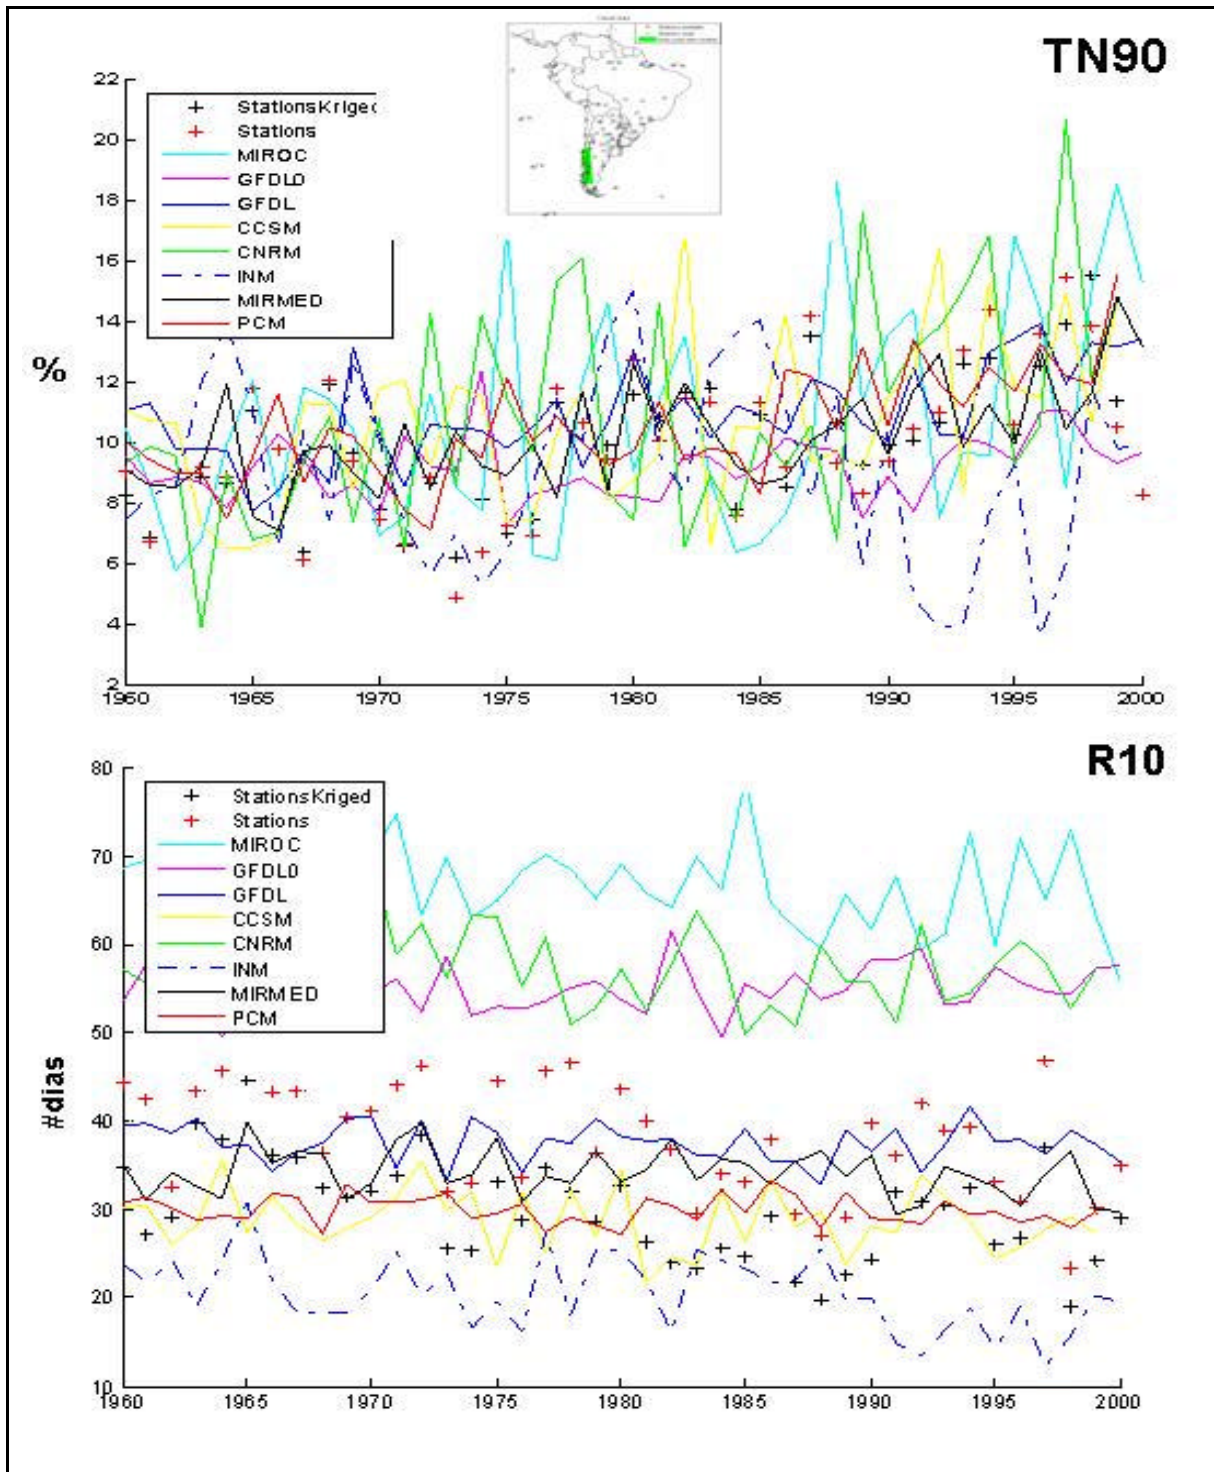 TN90
22
20
18
16
14
12
10
8
6
4
2
%
StationsKriged
Stations
MIROC
GFDL0
GFDL
CCSM
CNRM
INM
MIRMED
PCM
1960 1965 1970 1975 1980 1985 1990 1995 2000
R10
80
70
60
50
40
30
20
10
#dias
StationsKriged
Stations
MIROC
GFDL0
GFDL
CCSM
CNRM
INM
MIRMED
PCM
1960 1965 1970 1975 1980 1985 1990 1995 2000